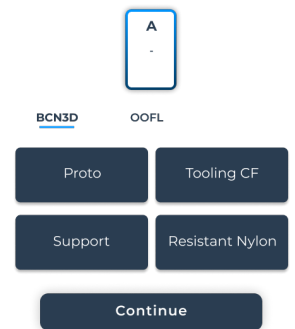 A
-
BCN3D OOFL
Proto Tooling CF
Support Resistant Nylon
Continue